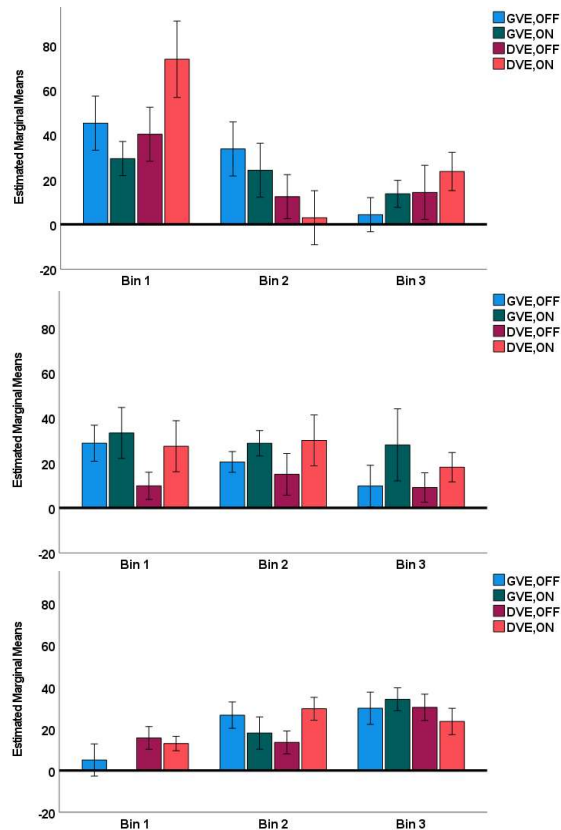 Estimated Marginal Means
80
60
40
20
0
-20
Bin 1 Bin 2 Bin 3
GVE,OFF
GVE,ON
DVE,OFF
DVE,ON
Estimated Marginal Means
80
60
40
20
0
-20
Bin 1 Bin 2 Bin 3
GVE,OFF
GVE,ON
DVE,OFF
DVE,ON
Estimated Marginal Means
80
60
40
20
0
-20
Bin 1 Bin 2 Bin 3
GVE,OFF
GVE,ON
DVE,OFF
DVE,ON